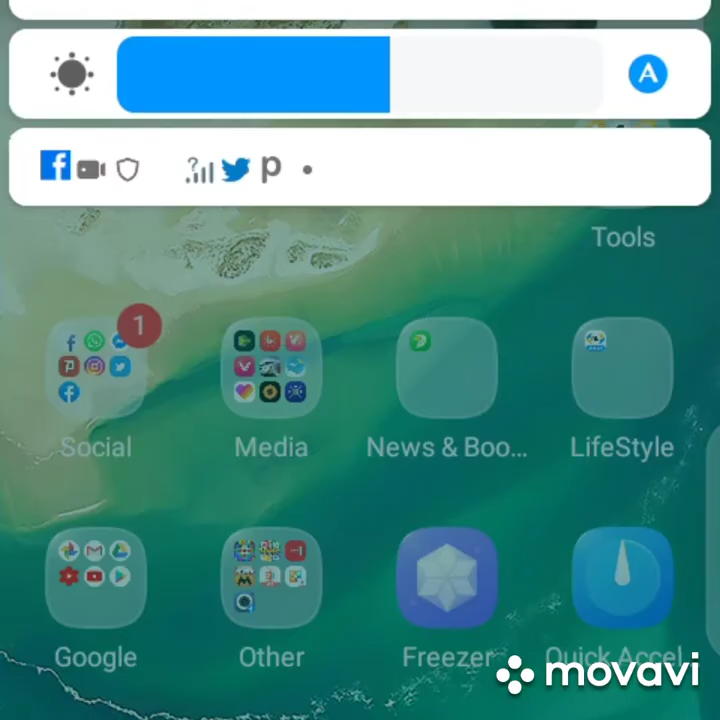 A
f ? p
Tools
1
Social Media News & Boo... LifeStyle
Google Other Freezer Quick Accel
movavi